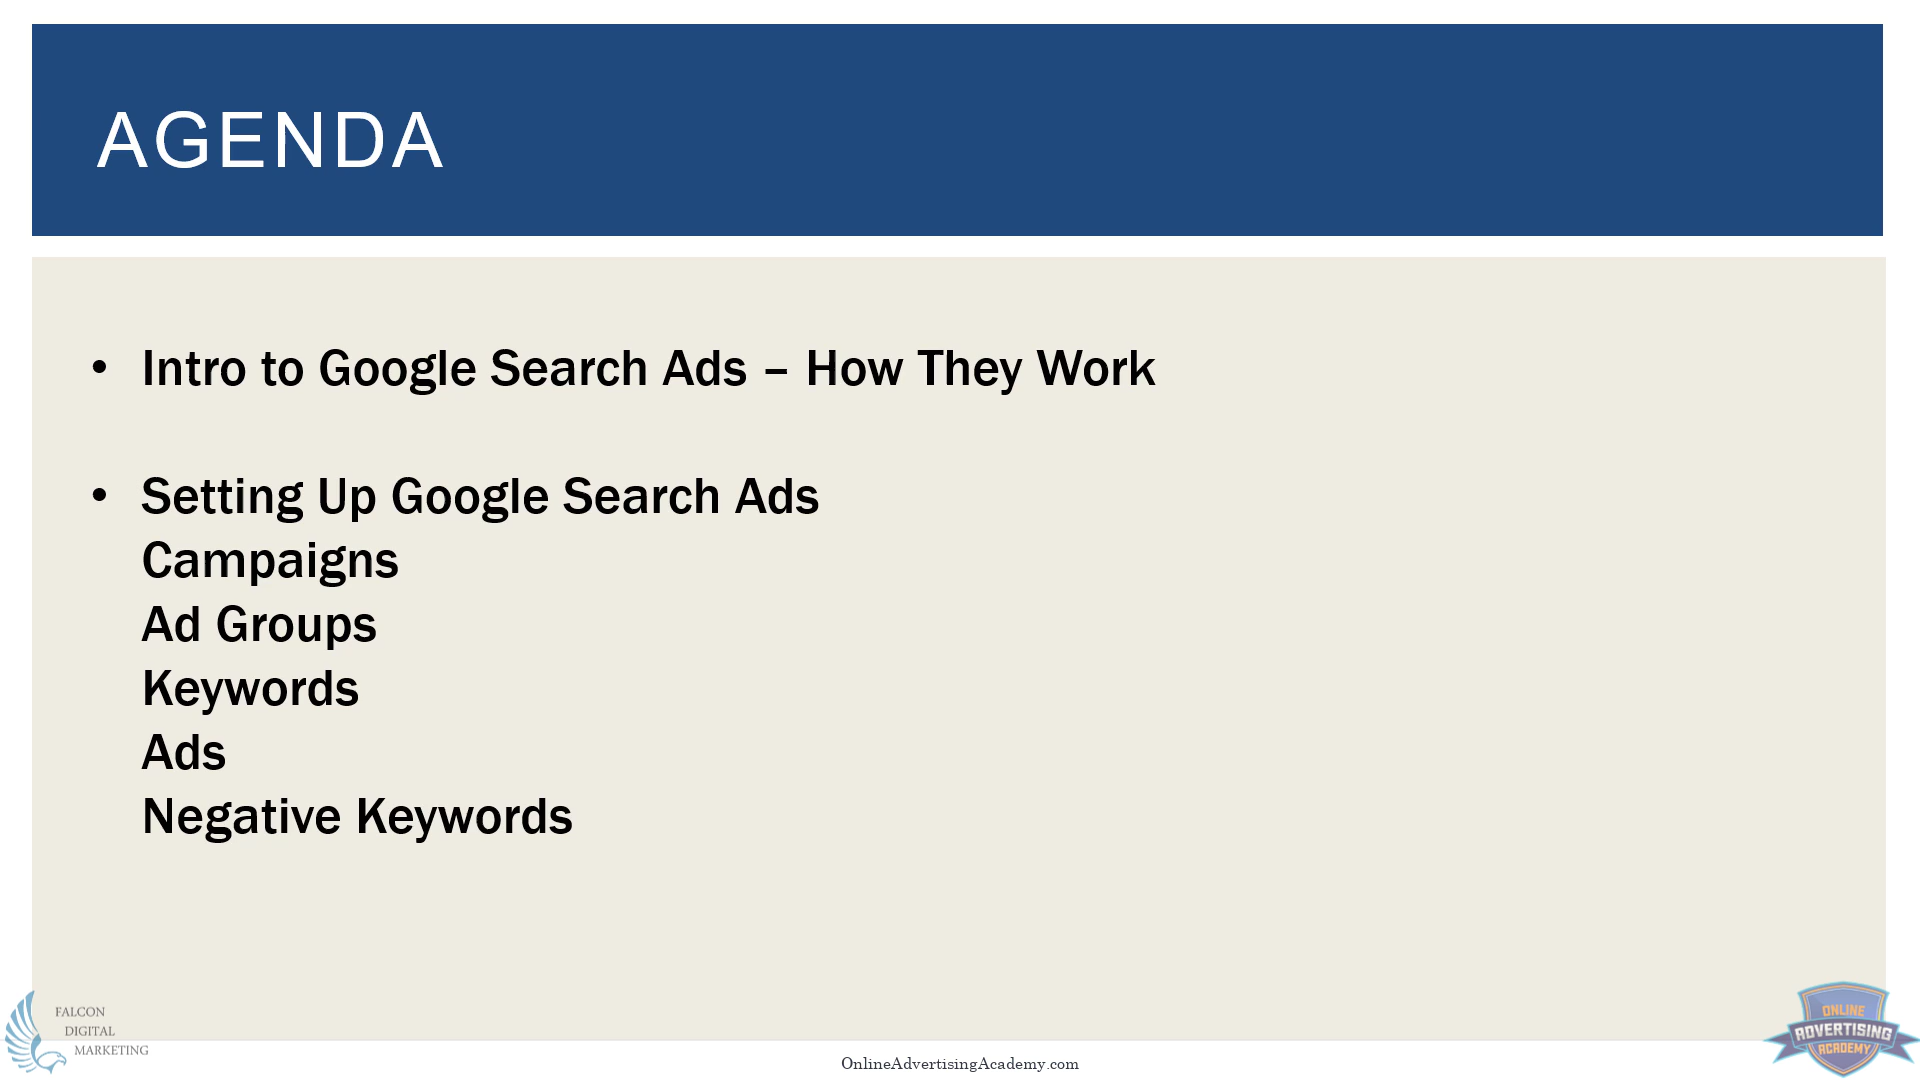 AGENDA
• Intro to Google Search Ads – How They Work
• Setting Up Google Search Ads
Campaigns
Ad Groups
Keywords
Ads
Negative Keywords
FALCON
DIGITAL
MARKETING
OnlineAdvertisingAcademy.com
ONLINE
ADVERTISING
ACADEMY